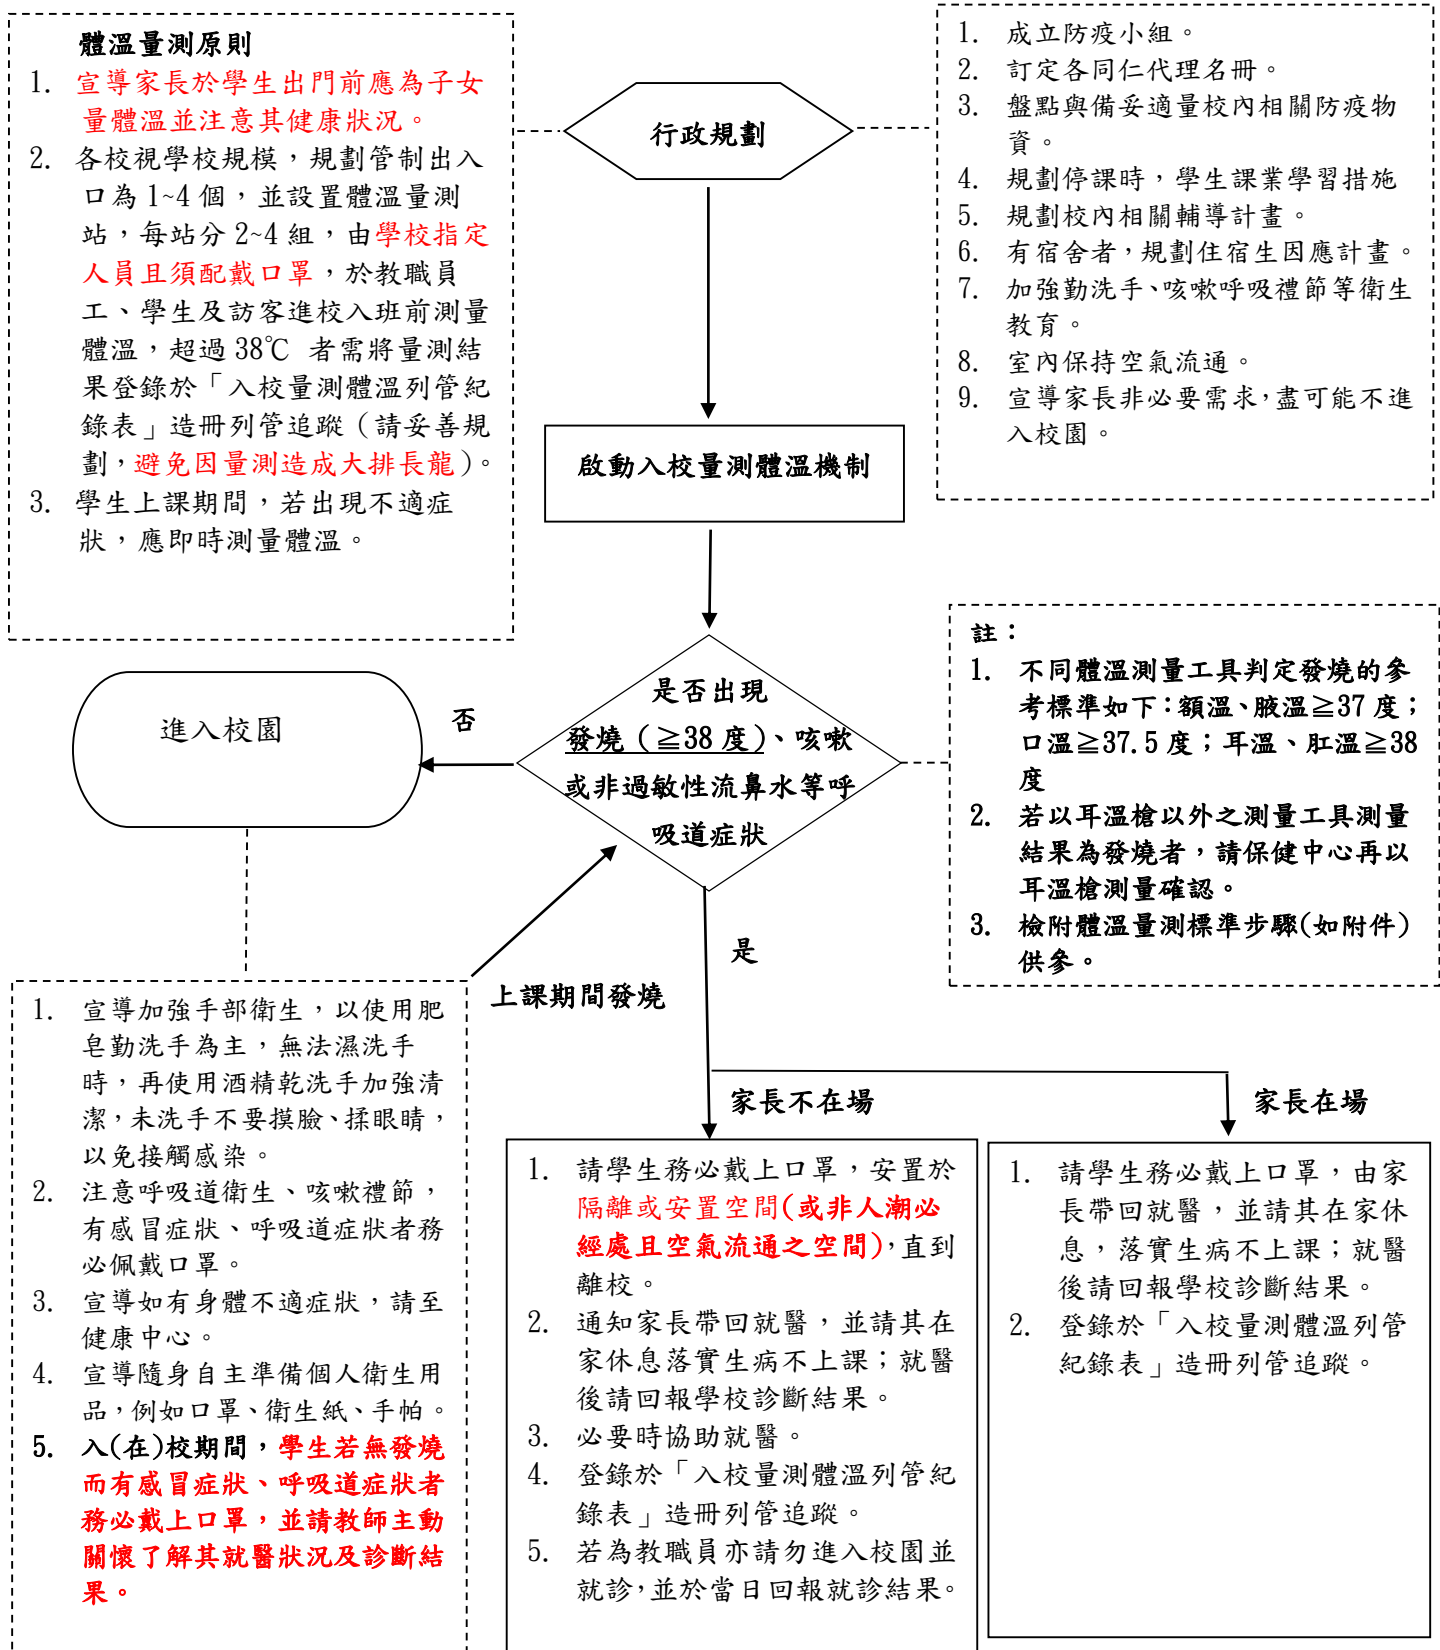 體溫量測原則
1. 宣導家長於學生出門前應為子女
量體溫並注意其健康狀況。
2. 各校視學校規模，規劃管制出入
口為 1~4 個，並設置體溫量測
站，每站分 2~4 組，由學校指定
人員且須配戴口罩，於教職員
工、學生及訪客進校入班前測量
體溫，超過 38℃ 者需將量測結
果登錄於「入校量測體溫列管紀
錄表」造冊列管追蹤（請妥善規
劃，避免因量測造成大排長龍）。
3. 學生上課期間，若出現不適症
狀，應即時測量體溫。
行政規劃
1. 成立防疫小組。
2. 訂定各同仁代理名冊。
3. 盤點與備妥適量校內相關防疫物
資。
4. 規劃停課時，學生課業學習措施
5. 規劃校內相關輔導計畫。
6. 有宿舍者，規劃住宿生因應計畫。
7. 加強勤洗手、咳嗽呼吸禮節等衛生
教育。
8. 室內保持空氣流通。
9. 宣導家長非必要需求，盡可能不進
入校園。
啟動入校量測體溫機制
是否出現
發燒（≧38 度)、咳嗽
或非過敏性流鼻水等呼
吸道症狀
否
進入校園
註：
1. 不同體溫測量工具判定發燒的參
考標準如下：額溫、腋溫≧37 度；
口溫≧37.5 度；耳溫、肛溫≧38
度
2. 若以耳溫槍以外之測量工具測量
結果為發燒者，請保健中心再以
耳溫槍測量確認。
3. 檢附體溫量測標準步驟(如附件)
供參。
是
上課期間發燒
1. 宣導加強手部衛生，以使用肥
皂勤洗手為主，無法濕洗手
時，再使用酒精乾洗手加強清
潔，未洗手不要摸臉、揉眼睛，
以免接觸感染。
2. 注意呼吸道衛生、咳嗽禮節，
有感冒症狀、呼吸道症狀者務
必佩戴口罩。
3. 宣導如有身體不適症狀，請至
健康中心。
4. 宣導隨身自主準備個人衛生用
品，例如口罩、衛生紙、手帕。
5. 入(在)校期間，學生若無發燒
而有感冒症狀、呼吸道症狀者
務必戴上口罩，並請教師主動
關懷了解其就醫狀況及診斷結
果。
家長不在場
1. 請學生務必戴上口罩，安置於
隔離或安置空間(或非人潮必
經處且空氣流通之空間)，直到
離校。
2. 通知家長帶回就醫，並請其在
家休息落實生病不上課；就醫
後請回報學校診斷結果。
3. 必要時協助就醫。
4. 登錄於「入校量測體溫列管紀
錄表」造冊列管追蹤。
5. 若為教職員亦請勿進入校園並
就診，並於當日回報就診結果。
家長在場
1. 請學生務必戴上口罩，由家
長帶回就醫，並請其在家休
息，落實生病不上課；就醫
後請回報學校診斷結果。
2. 登錄於「入校量測體溫列管
紀錄表」造冊列管追蹤。